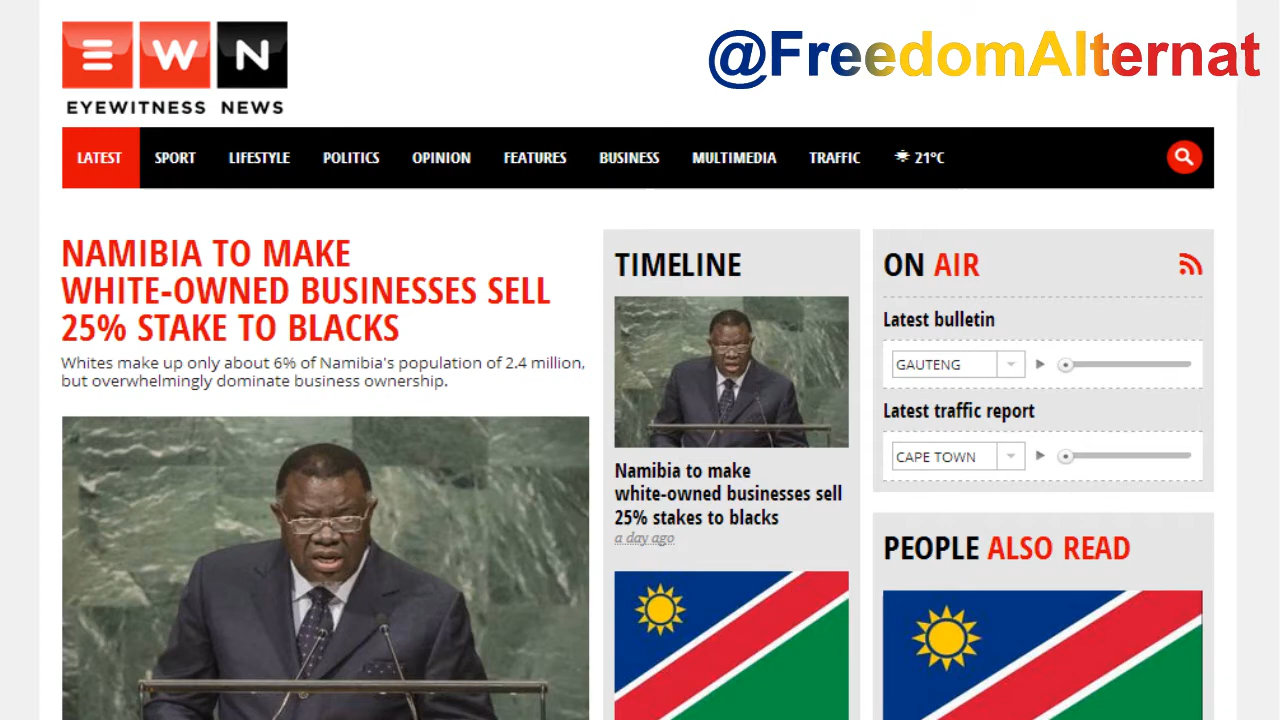 @FreedomAlternat
EWN
EYEWITNESS NEWS
LATEST SPORT LIFESTYLE POLITICS OPINION FEATURES BUSINESS MULTIMEDIA TRAFFIC 21ºC
NAMIBIA TO MAKE
WHITE-OWNED BUSINESSES SELL
25% STAKE TO BLACKS
Whites make up only about 6% of Namibia's population of 2.4 million,
but overwhelmingly dominate business ownership.
TIMELINE
Namibia to make
white-owned businesses sell
25% stakes to blacks
a day ago
ON AIR
Latest bulletin
GAUTENG
Latest traffic report
CAPE TOWN
PEOPLE ALSO READ